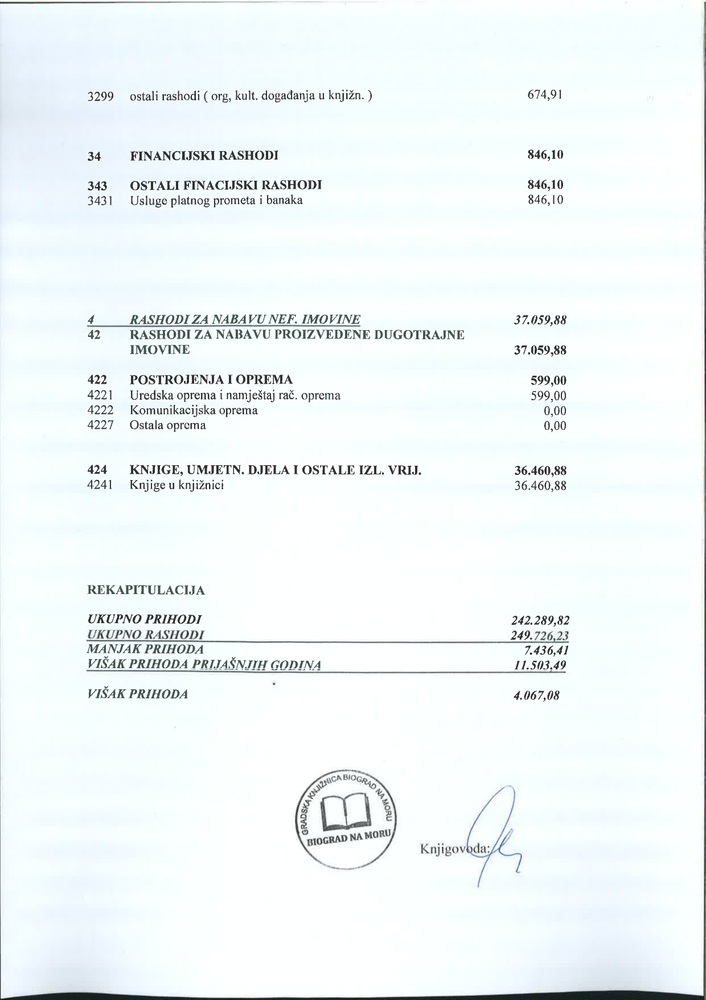 3299 ostali rashodi ( org, kult. događanja u knjižn. ) 674,91
34 FINANCIJSKI RASHODI 846,10
343 OSTALI FINACIJSKI RASHODI 846,10
3431 Usluge platnog prometa i banaka 846,10
4 RASHODI ZA NABAVU NEF. IMOVINE 37.059,88
42 RASHODI ZA NABAVU PROIZVEDENE DUGOTRAJNE
IMOVINE 37.059,88
422 POSTROJENJA I OPREMA 599,00
4221 Uredska oprema i namještaj rač. oprema 599,00
4222 Komunikacijska oprema 0,00
4227 Ostala oprema 0,00
424 KNJIGE, UMJETN. DJELA I OSTALE IZL. VRIJ. 36.460,88
4241 Knjige u knjižnici 36.460,88
REKAPITULACIJA
UKUPNO PRIHODI 242.289,82
UKUPNO RASHODI 249.726,23
MANJAK PRIHODA 7.436,41
VIŠAK PRIHODA PRIJAŠNJIH GODINA 11.503,49
VIŠAK PRIHODA 4.067,08
GRADSKA KNJIŽNICA BIOGRAD NA MORU
BIOGRAD NA MORU
Knjigovođa: